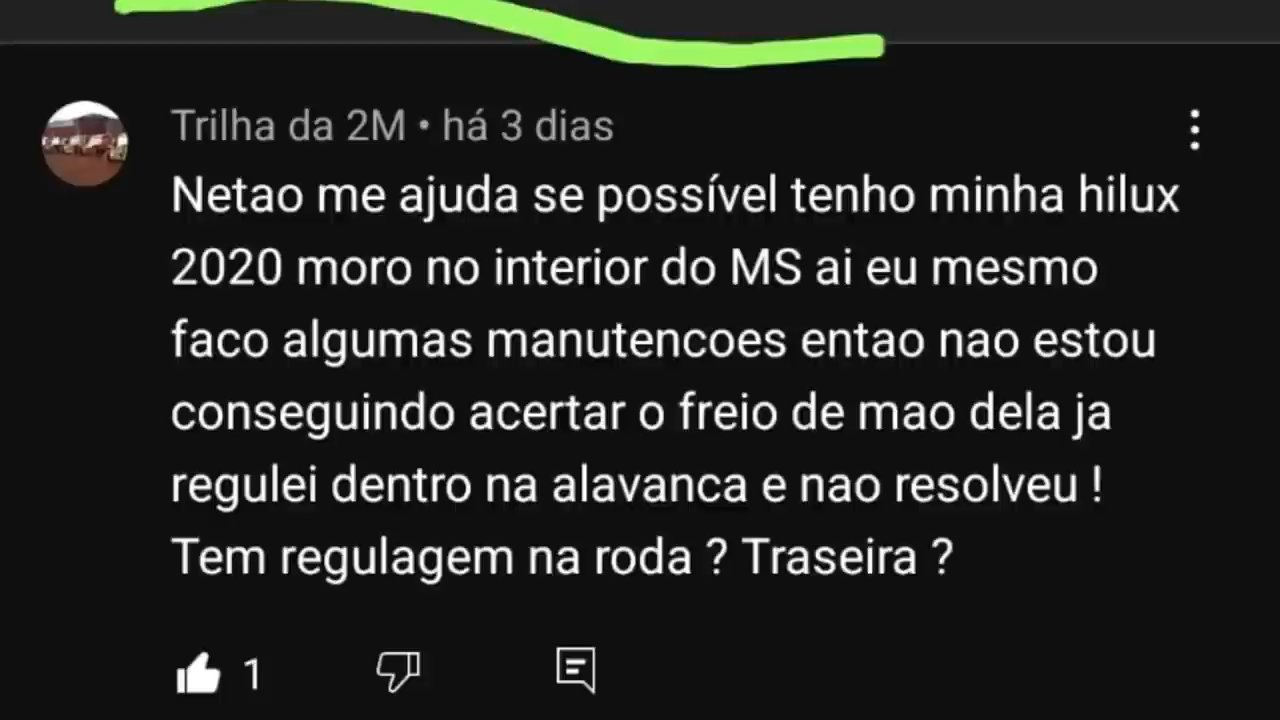 Trilha da 2M • há 3 dias
Netao me ajuda se possível tenho minha hilux
2020 moro no interior do MS ai eu mesmo
faco algumas manutencoes entao nao estou
conseguindo acertar o freio de mao dela ja
regulei dentro na alavanca e nao resolveu !
Tem regulagem na roda ? Traseira ?
1